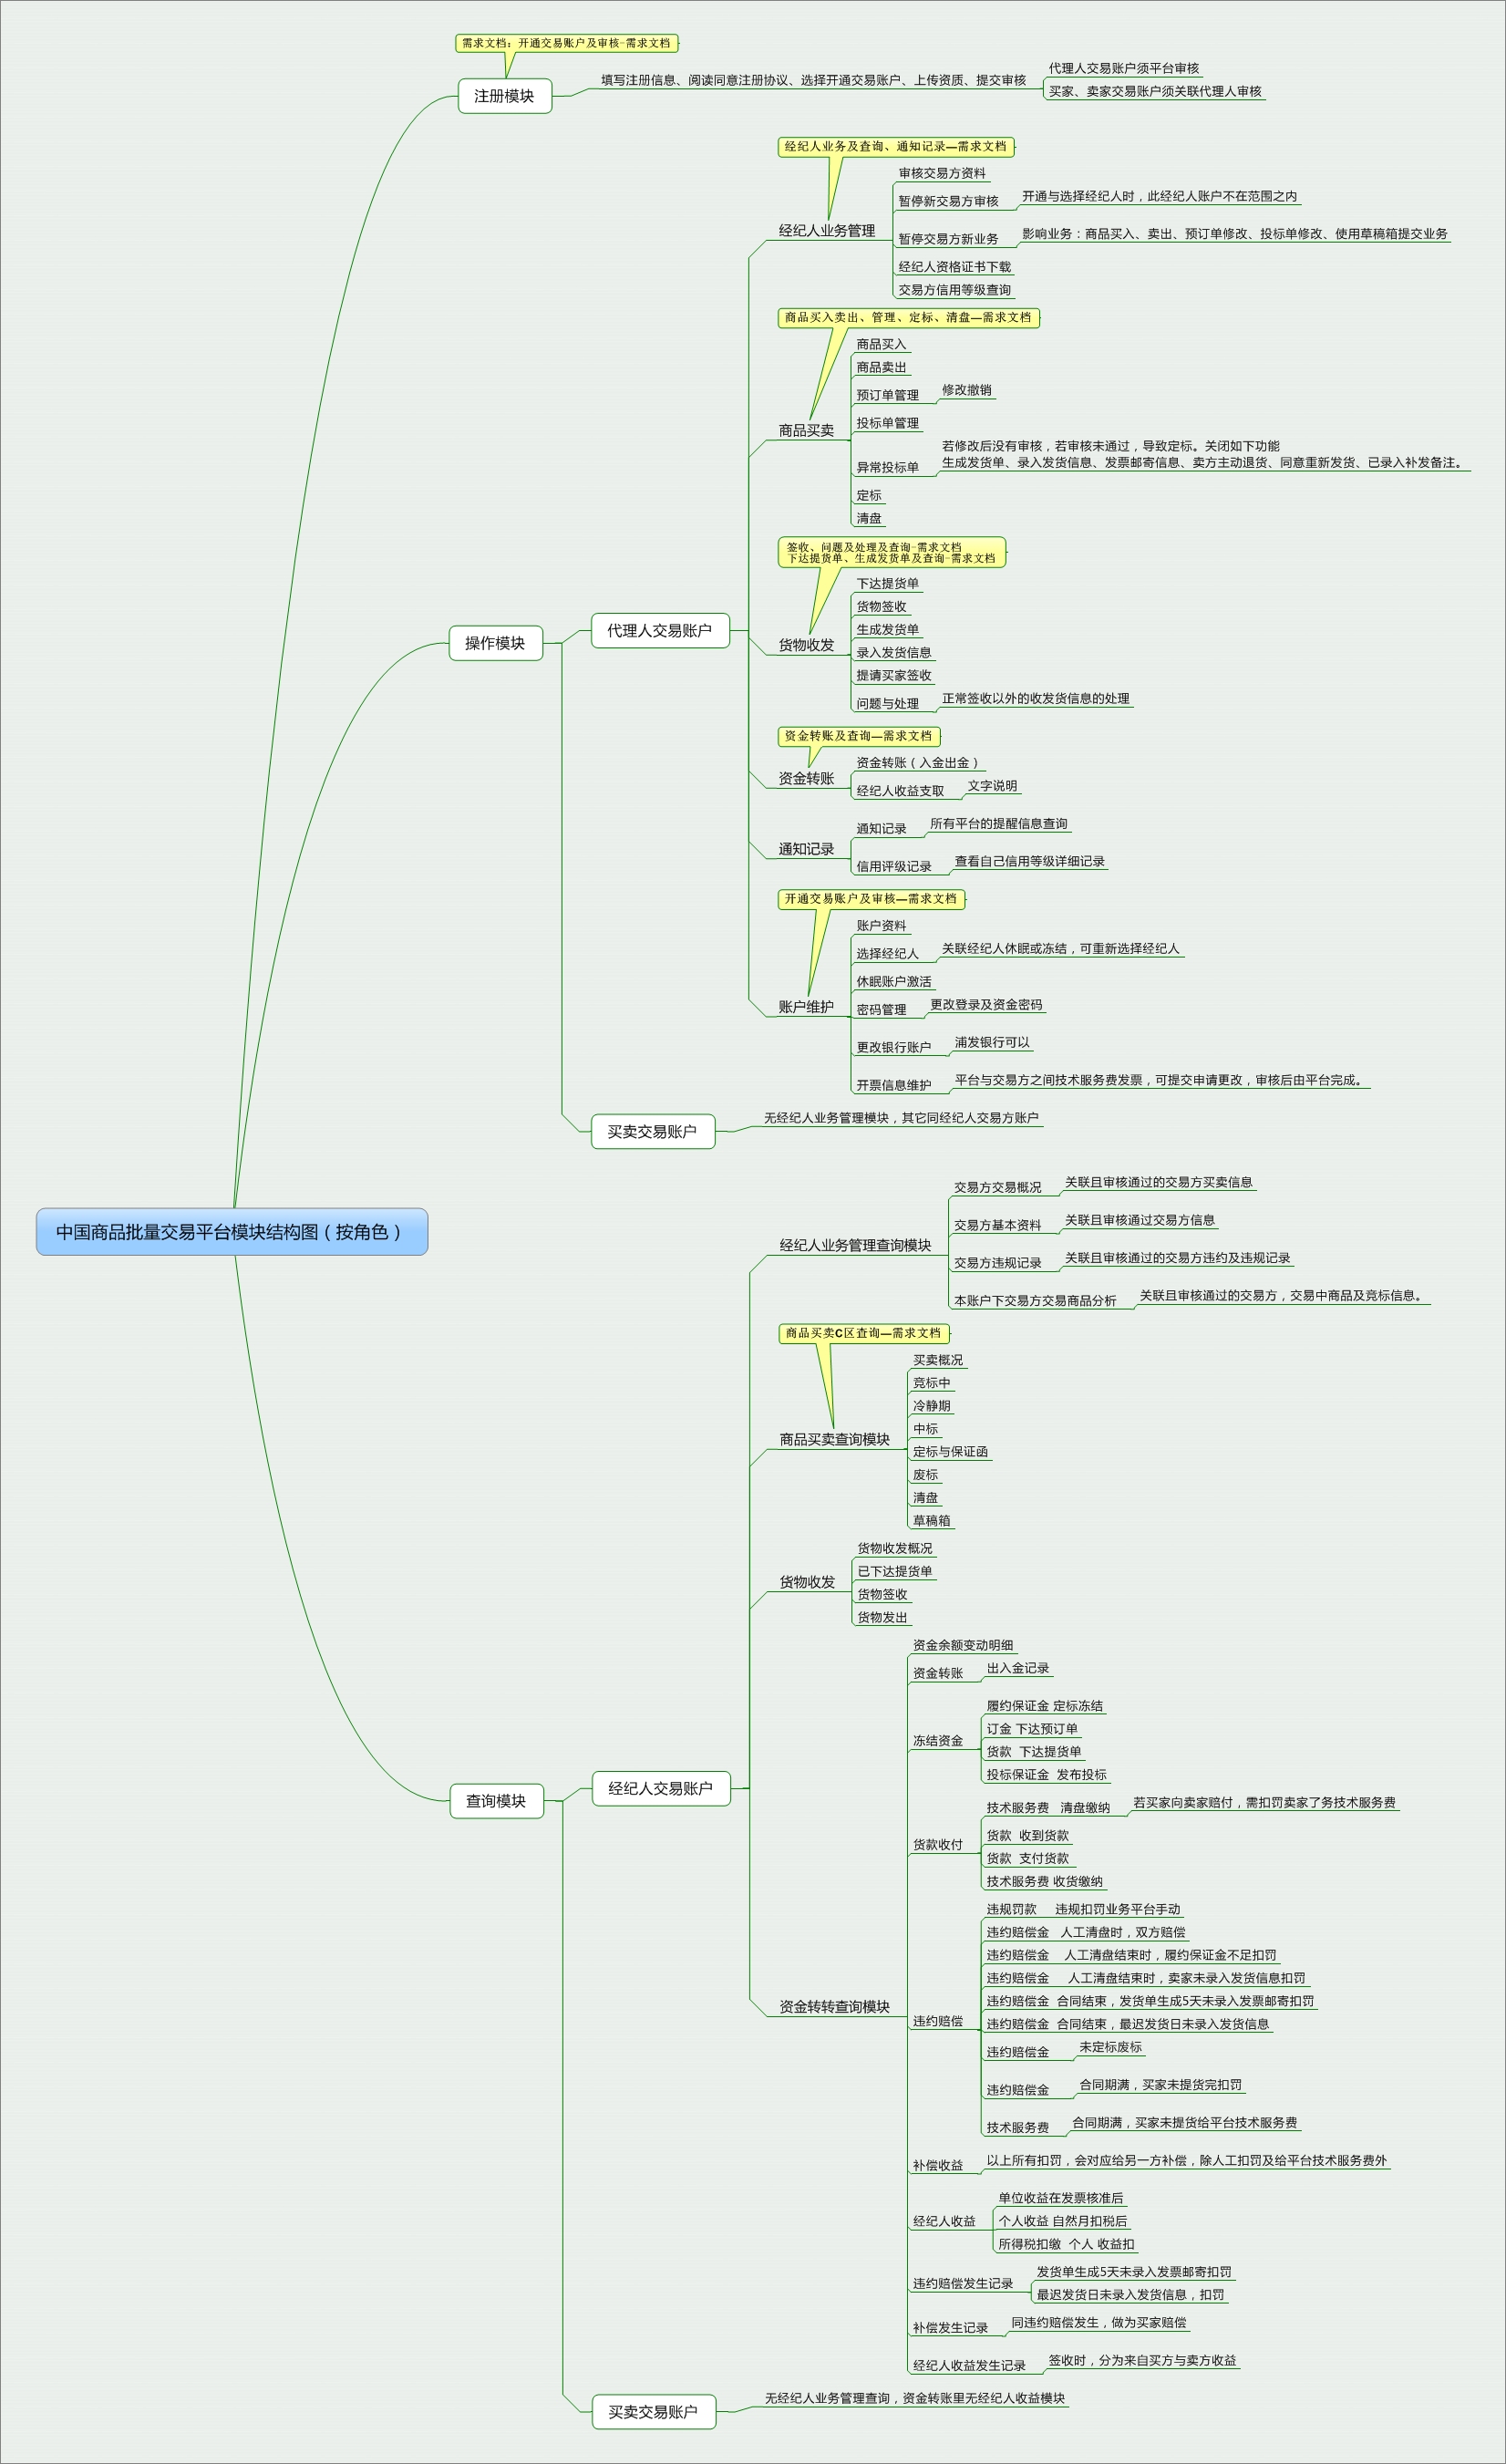 需求文档：开通交易账户及审核-需求文档
注册模块
填写注册信息、阅读同意注册协议、选择开通交易账户、上传资质、提交审核
代理人交易账户须平台审核
买家、卖家交易账户须关联代理人审核
中国商品批量交易平台模块结构图（按角色）
操作模块
代理人交易账户
经纪人业务及查询、通知记录—需求文档
经纪人业务管理
审核交易方资料
暂停新交易方审核
开通与选择经纪人时，此经纪人账户不在范围之内
暂停交易方新业务
影响业务：商品买入、卖出、预订单修改、投标单修改、使用草稿箱提交业务
经纪人资格证书下载
交易方信用等级查询
商品买入卖出、管理、定标、清盘—需求文档
商品买卖
商品买入
商品卖出
预订单管理
修改撤销
投标单管理
异常投标单
若修改后没有审核，若审核未通过，导致定标。关闭如下功能
生成发货单、录入发货信息、发票邮寄信息、卖方主动退货、同意重新发货、已录入补发备注。
定标
清盘
签收、问题及处理及查询-需求文档
下达提货单、生成发货单及查询-需求文档
货物收发
下达提货单
货物签收
生成发货单
录入发货信息
提请买家签收
问题与处理
正常签收以外的收发货信息的处理
资金转账及查询—需求文档
资金转账
资金转账（入金出金）
经纪人收益支取
文字说明
通知记录
通知记录
所有平台的提醒信息查询
信用评级记录
查看自己信用等级详细记录
开通交易账户及审核—需求文档
账户维护
账户资料
选择经纪人
关联经纪人休眠或冻结，可重新选择经纪人
休眠账户激活
密码管理
更改登录及资金密码
更改银行账户
浦发银行可以
开票信息维护
平台与交易方之间技术服务费发票，可提交申请更改，审核后由平台完成。
买卖交易账户
无经纪人业务管理模块，其它同经纪人交易方账户
查询模块
经纪人交易账户
经纪人业务管理查询模块
交易方交易概况
关联且审核通过的交易方买卖信息
交易方基本资料
关联且审核通过交易方信息
交易方违规记录
关联且审核通过的交易方违约及违规记录
本账户下交易方交易商品分析
关联且审核通过的交易方，交易中商品及竞标信息。
商品买卖C区查询—需求文档
商品买卖查询模块
买卖概况
竞标中
冷静期
中标
定标与保证函
废标
清盘
草稿箱
货物收发
货物收发概况
已下达提货单
货物签收
货物发出
资金转转查询模块
资金余额变动明细
资金转账
出入金记录
冻结资金
履约保证金 定标冻结
订金 下达预订单
货款 下达提货单
投标保证金 发布投标
货款收付
技术服务费 清盘缴纳
若买家向卖家赔付，需扣罚卖家了务技术服务费
货款 收到货款
货款 支付货款
技术服务费 收货缴纳
违约赔偿
违规罚款 违规扣罚业务平台手动
违约赔偿金 人工清盘时，双方赔偿
违约赔偿金 人工清盘结束时，履约保证金不足扣罚
违约赔偿金 人工清盘结束时，卖家未录入发货信息扣罚
违约赔偿金 合同结束，发货单生成5天未录入发票邮寄扣罚
违约赔偿金 合同结束，最迟发货日未录入发货信息
违约赔偿金
未定标废标
违约赔偿金
合同期满，买家未提货完扣罚
技术服务费
合同期满，买家未提货给平台技术服务费
补偿收益
以上所有扣罚，会对应给另一方补偿，除人工扣罚及给平台技术服务费外
经纪人收益
单位收益在发票核准后
个人收益 自然月扣税后
所得税扣缴 个人 收益扣
违约赔偿发生记录
发货单生成5天未录入发票邮寄扣罚
最迟发货日未录入发货信息，扣罚
补偿发生记录
同违约赔偿发生，做为买家赔偿
经纪人收益发生记录
签收时，分为来自买方与卖方收益
买卖交易账户
无经纪人业务管理查询，资金转账里无经纪人收益模块